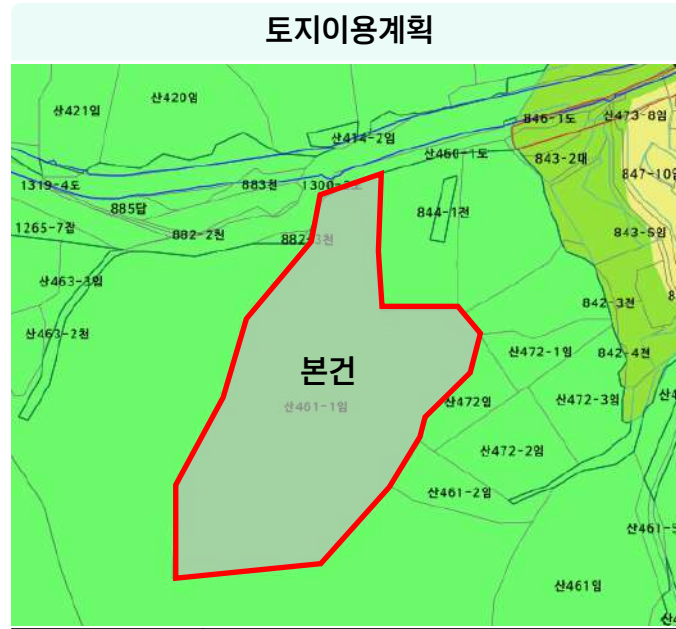 토지이용계획
산421임
산420임
산414-2임
846-1도
산473-8임
산460-1도
843-2대
847-10임
1319-4도
883천
885답
844-1전
1265-7잡
882-2천
843-5임
산463-3임
842-3전
산463-2천
본건
산472-1임
842-4전
산461-1임
산472임
산472-3임
산472-2임
산461-2임
산461임